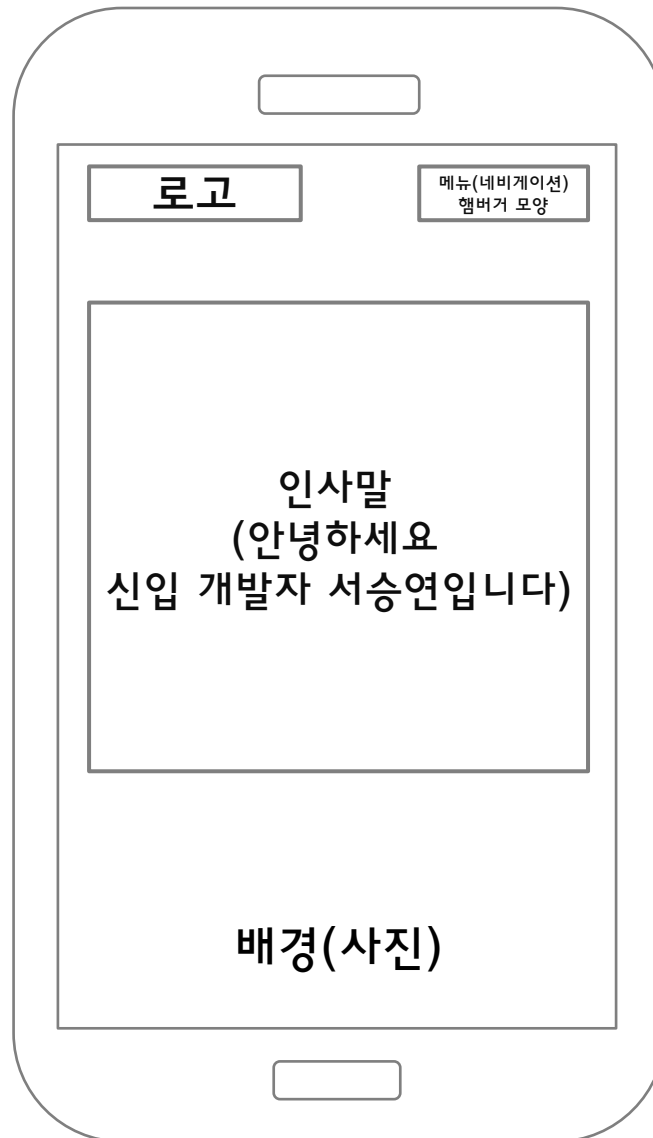 로고
메뉴(네비게이션)
햄버거 모양
인사말
(안녕하세요
신입 개발자 서승연입니다)
배경(사진)